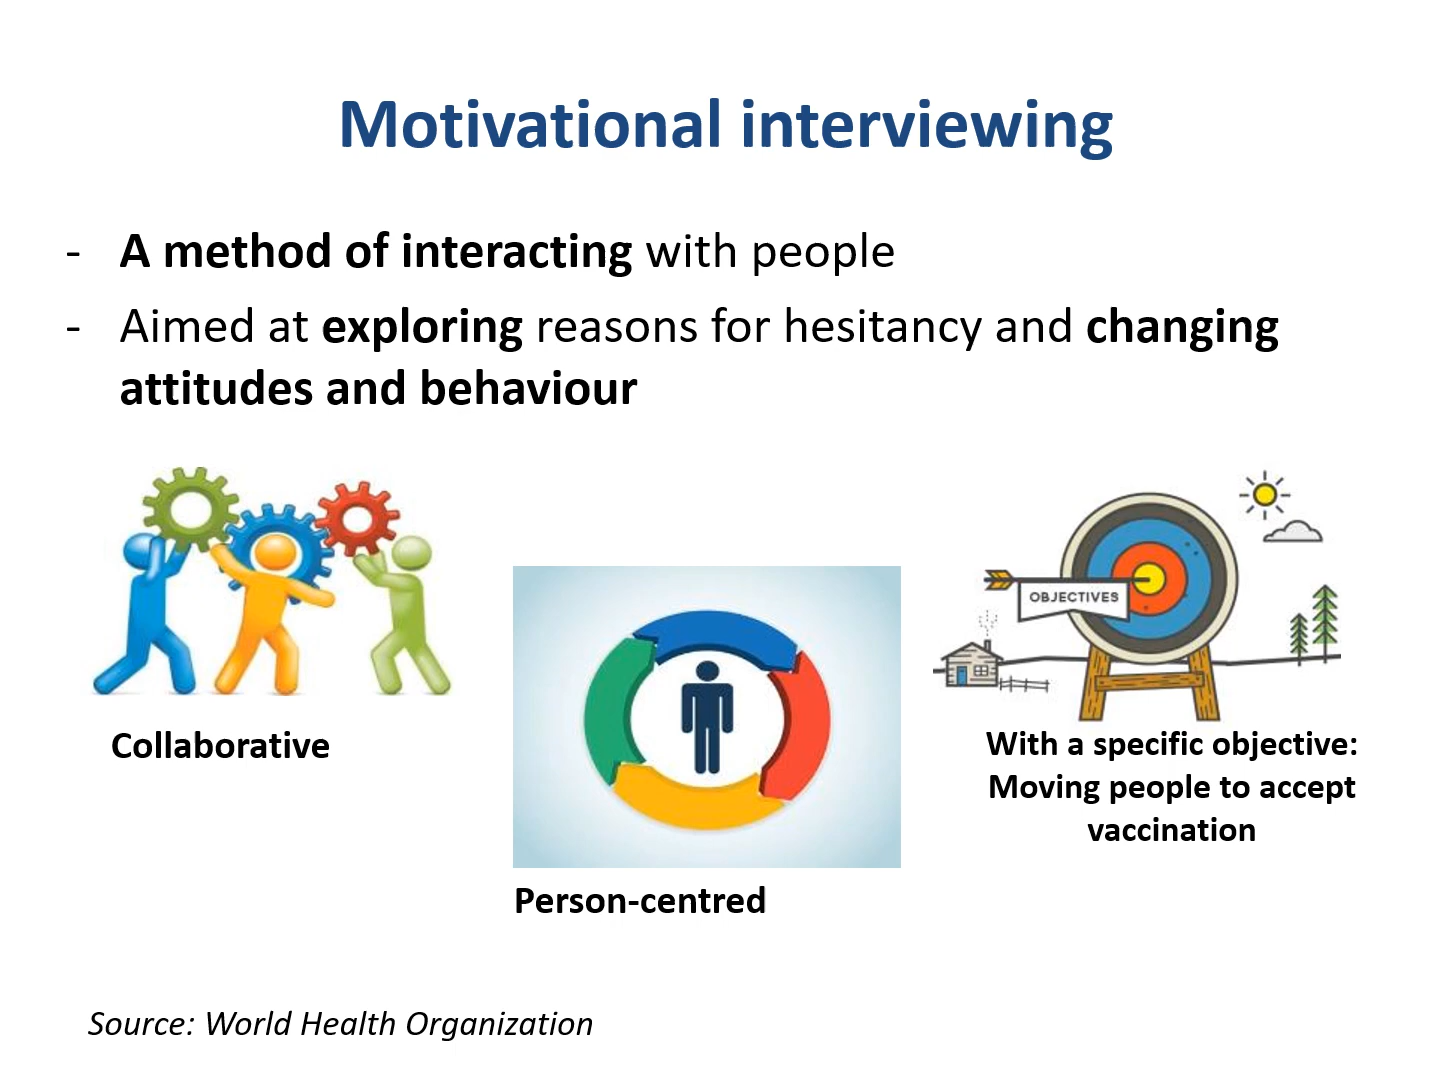 Motivational interviewing
- A method of interacting with people
- Aimed at exploring reasons for hesitancy and changing
attitudes and behaviour
OBJECTIVES
Collaborative
With a specific objective:
Moving people to accept
vaccination
Person-centred
Source: World Health Organization